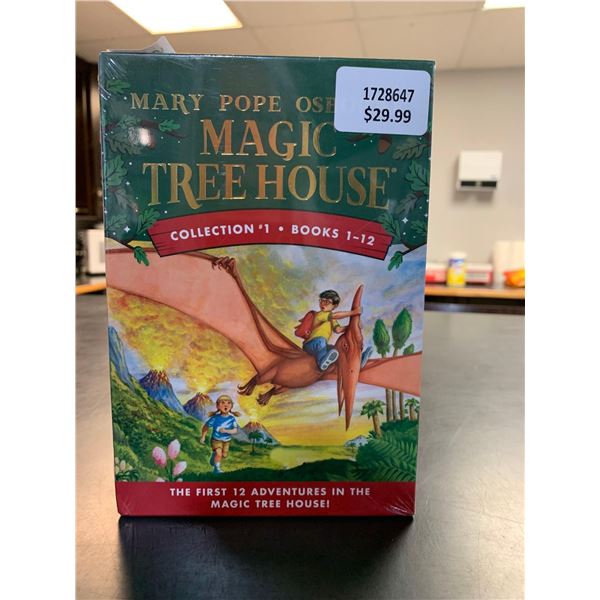 1728647
$29.99
MARY POPE
MAGIC
TREE HOUSE®
COLLECTION #1 • BOOKS 1–12
THE FIRST 12 ADVENTURES IN THE
MAGIC TREE HOUSE!